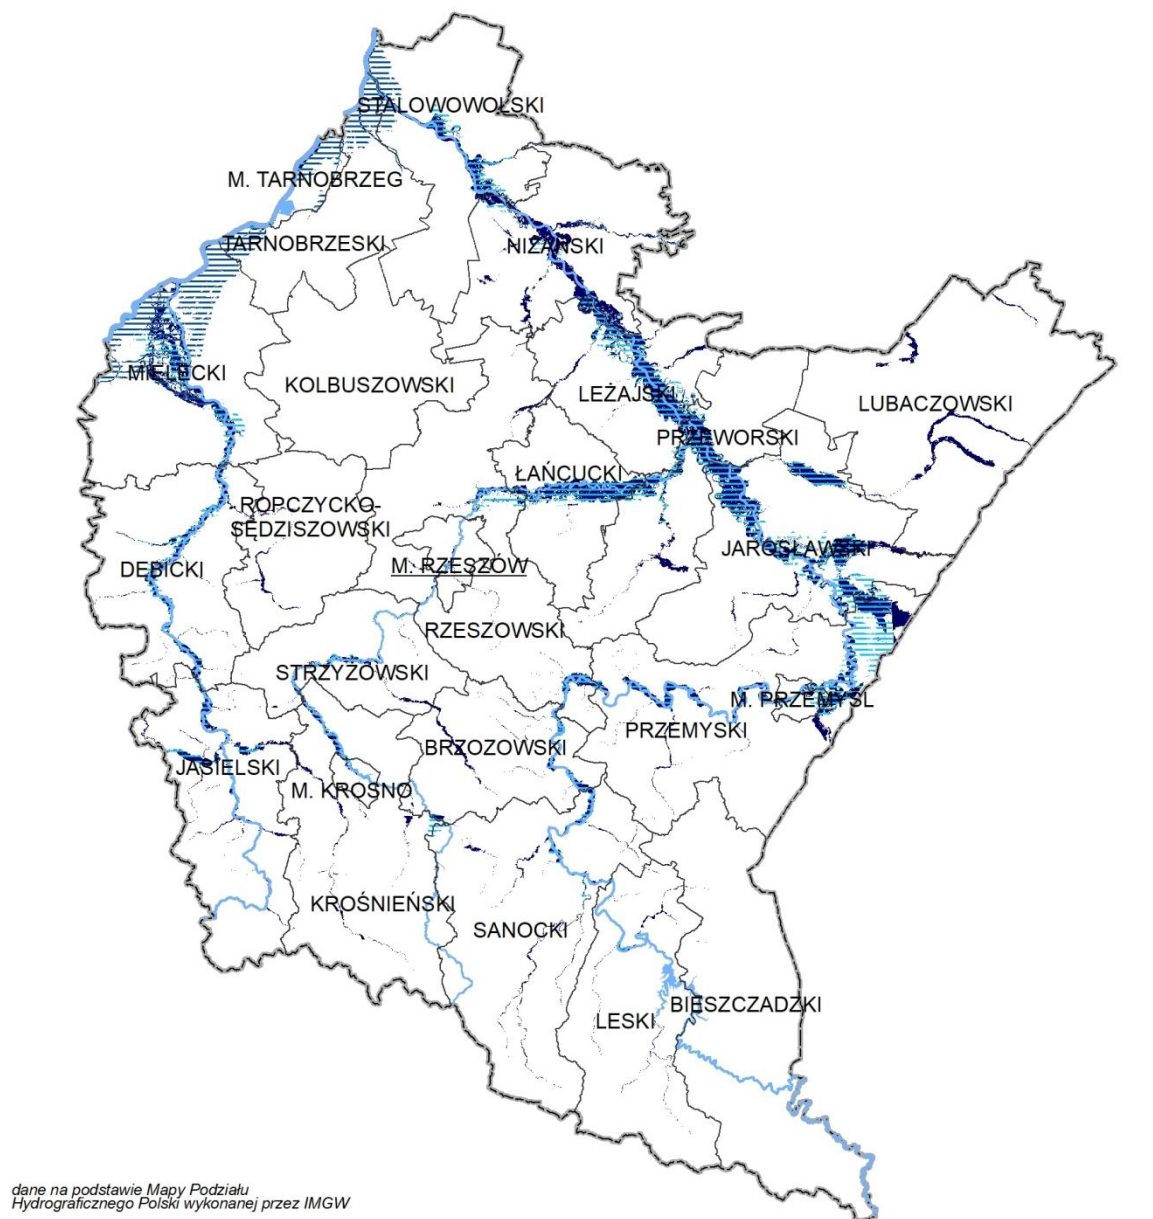 STALOWOWOLSKI
M. TARNOBRZEG
TARNOBRZESKI
NIŻAŃSKI
MIELECKI
KOLBUSZOWSKI
LEŻAJSKI
LUBACZOWSKI
PRZEWORSKI
ŁAŃCUCKI
ROPCZYCKO-
SĘDZISZOWSKI
JAROSŁAWSKI
DĘBICKI
M. RZESZÓW
RZESZOWSKI
STRZYŻOWSKI
M. PRZEMYŚL
PRZEMYSKI
BRZOZOWSKI
JASIELSKI
M. KROSNO
KROŚNIEŃSKI
SANOCKI
BIESZCZADZKI
LESKI
dane na podstawie Mapy Podziału
Hydrograficznego Polski wykonanej przez IMGW